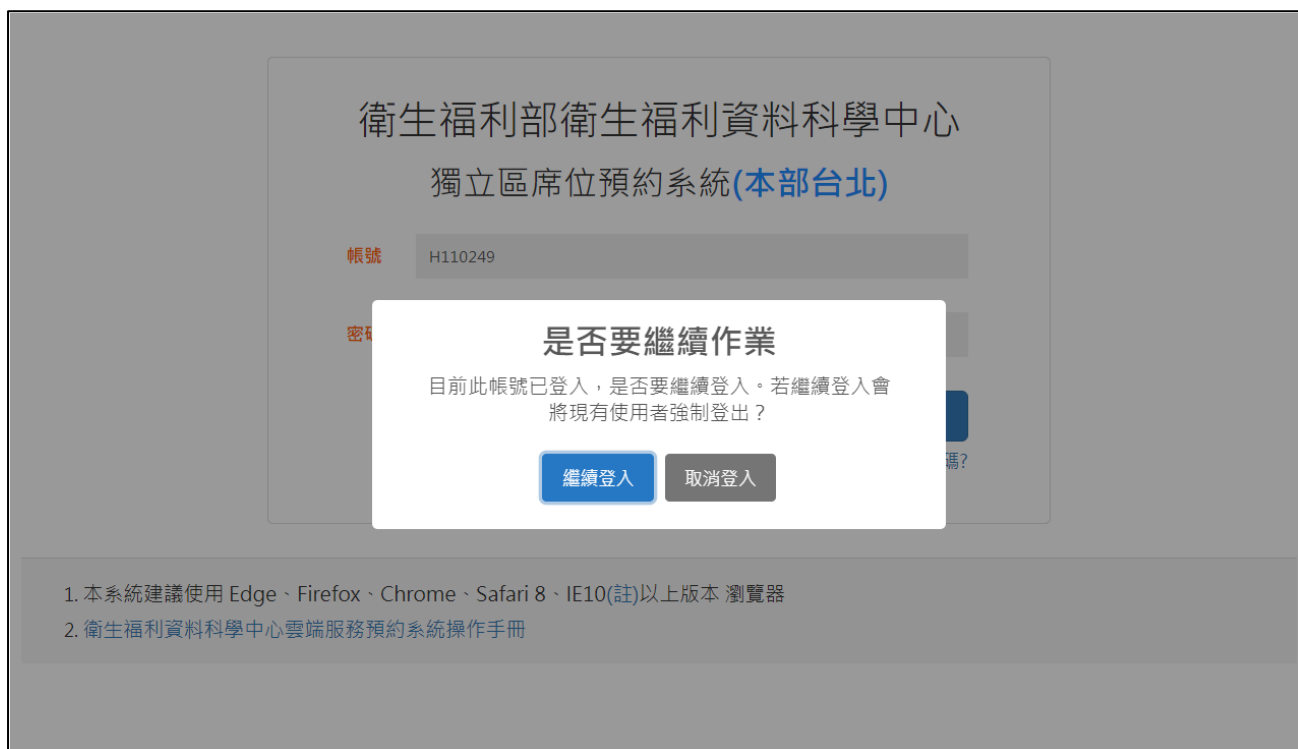 衛生福利部衛生福利資料科學中心
獨立區席位預約系統(本部台北)
帳號 H110249
是否要繼續作業
目前此帳號已登入，是否要繼續登入。若繼續登入會
將現有使用者強制登出？
繼續登入 取消登入
碼?
1. 本系統建議使用 Edge、Firefox、Chrome、Safari 8、IE10(註)以上版本 瀏覽器
2. 衛生福利資料科學中心雲端服務預約系統操作手冊